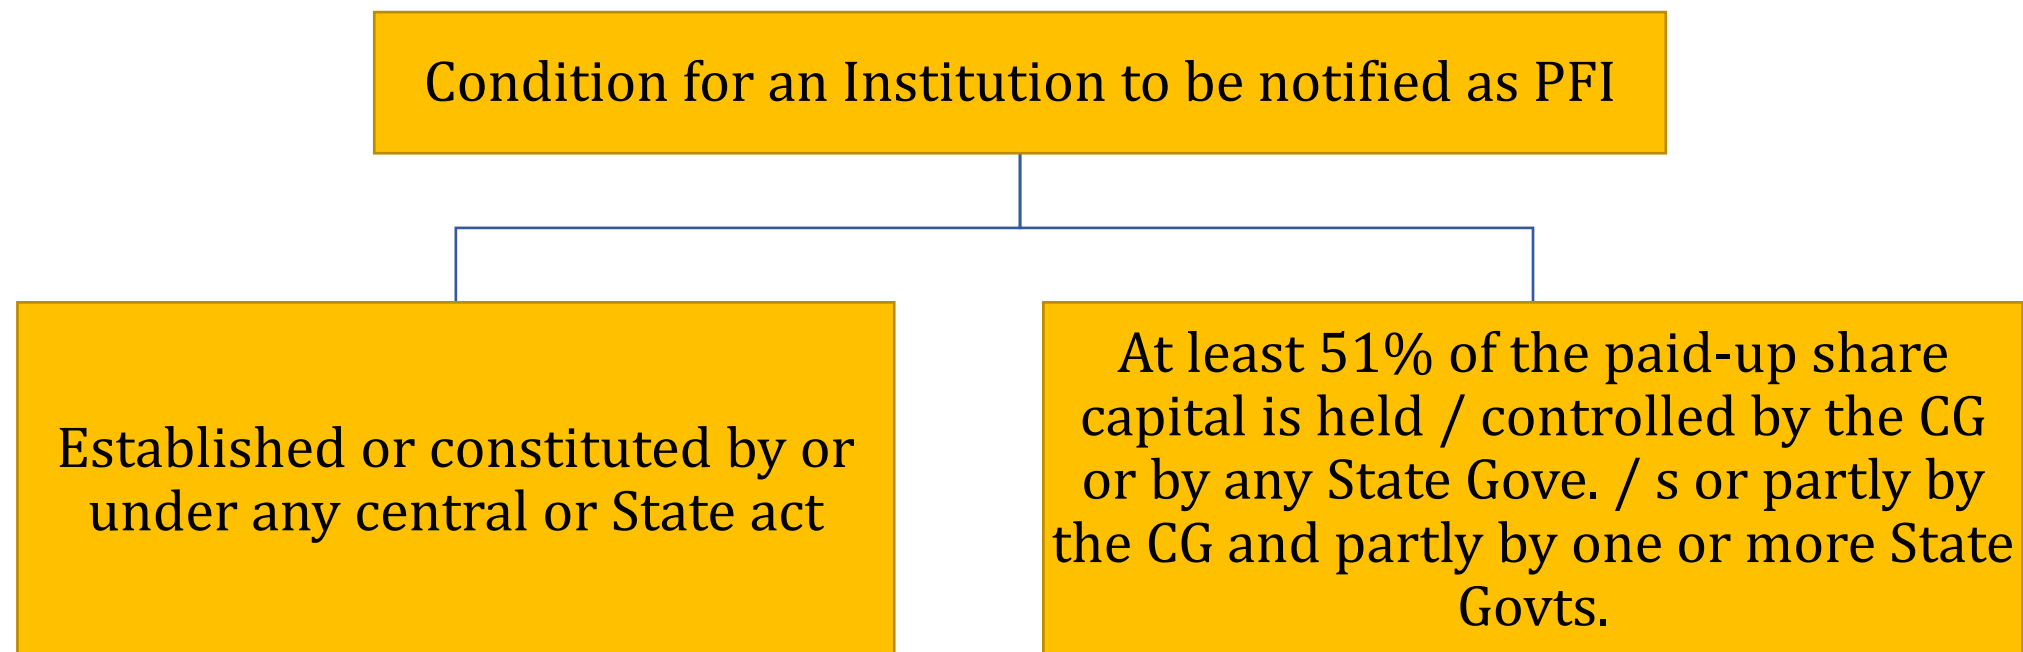 Condition for an Institution to be notified as PFI
Established or constituted by or
under any central or State act
At least 51% of the paid-up share
capital is held / controlled by the CG
or by any State Gove. / s or partly by
the CG and partly by one or more State
Govts.